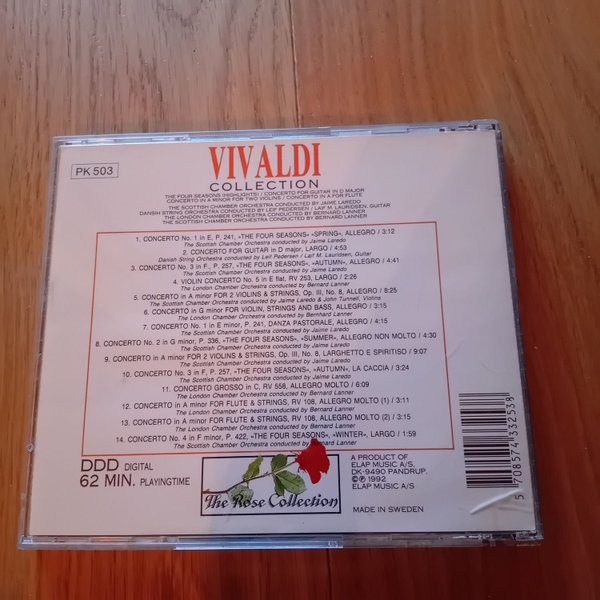 PK 503
VIVALDI
COLLECTION
THE FOUR SEASONS (HIGHLIGHTS) / CONCERTO FOR GUITAR IN D MAJOR
CONCERTO IN A MINOR FOR TWO VIOLINS / CONCERTO IN A FOR FLUTE
THE SCOTTISH CHAMBER ORCHESTRA CONDUCTED BY JAIME LAREDO
DANISH STRING ORCHESTRA CONDUCTED BY LEIF PEDERSEN / LAIF M. LAURIDSEN, GUITAR
THE LONDON CHAMBER ORCHESTRA CONDUCTED BY BERNARD LANNER
THE SCOTTISH CHAMBER ORCHESTRA CONDUCTED BY BERNARD LANNER
1. CONCERTO No. 1 in E, P. 241, »THE FOUR SEASONS» »SPRING», ALLEGRO / 3:12
The Scottish Chamber Orchestra conducted by Jaime Laredo
2. CONCERTO FOR GUITAR in D major, LARGO / 4:53
Danish String Orchestra conducted by Leif Pedersen / Lajt M. Lauridsen, Guitar
3. CONCERTO No. 3 in F., P. 257, »THE FOUR SEASONS», »AUTUMN», ALLEGRO / 4:41
The Scottish Chamber Orchestra conducted by Jaime Laredo
4. VIOLIN CONCERTO No. 5 in E flat, RV 253, LARGO / 2:26
The London Chamber Orchestra conducted by Bernard Lanner
5. CONCERTO in A minor FOR 2 VIOLINS & STRINGS, Op. III, No. 8, ALLEGRO / 8:25
The Scottish Chamber Orchestra conducted by Jaime Laredo & John Tunnell, Violins
6. CONCERTO in G minor FOR VIOLIN, STRINGS AND BASS, ALLEGRO / 3:15
The London Chamber Orchestra conducted by Bernard Lanner
7. CONCERTO No. 1 in E minor, P. 241, DANZA PASTORALE, ALLEGRO / 4:15
The Scottish Chamber Orchestra conducted by Jaime Laredo
8. CONCERTO No. 2 in G minor, P. 336, »THE FOUR SEASONS», »SUMMER», ALLEGRO NON MOLTO / 4:30
The Scottish Chamber Orchestra conducted by Jaime Laredo
9. CONCERTO in A minor FOR 2 VIOLINS & STRINGS, Op. III, No. 8, LARGHETTO E SPIRITISO / 9:07
The Scottish Chamber Orchestra conducted by Jaime Laredo
10. CONCERTO No. 3 in F, P. 257, »THE FOUR SEASONS», »AUTUMN», LA CACCIA / 3:24
The Scottish Chamber Orchestra conducted by Jaime Laredo
11. CONCERTO GROSSO in C, RV 558, ALLEGRO MOLTO / 6:09
The London Chamber Orchestra conducted by Bernard Lanner
12. CONCERTO in A minor FOR FLUTE & STRINGS, RV 108, ALLEGRO MOLTO (1) / 3:11
The London Chamber Orchestra conducted by Bernard Lanner
13. CONCERTO in A minor FOR FLUTE & STRINGS, RV 108, ALLEGRO MOLTO (2) / 3:15
The London Chamber Orchestra conducted by Bernard Lanner
14. CONCERTO No. 4 in F minor, P. 422, »THE FOUR SEASONS», »WINTER», LARGO / 1:59
The Scottish Chamber Orchestra conducted by Bernard Lanner
DDD DIGITAL
62 MIN. PLAYINGTIME
The Rose Collection
A PRODUCT OF
ELAP MUSIC A/S.
DK-9490 PANDRUP.
©℗ 1992
ELAP MUSIC A/S
MADE IN SWEDEN
5 708574 332538